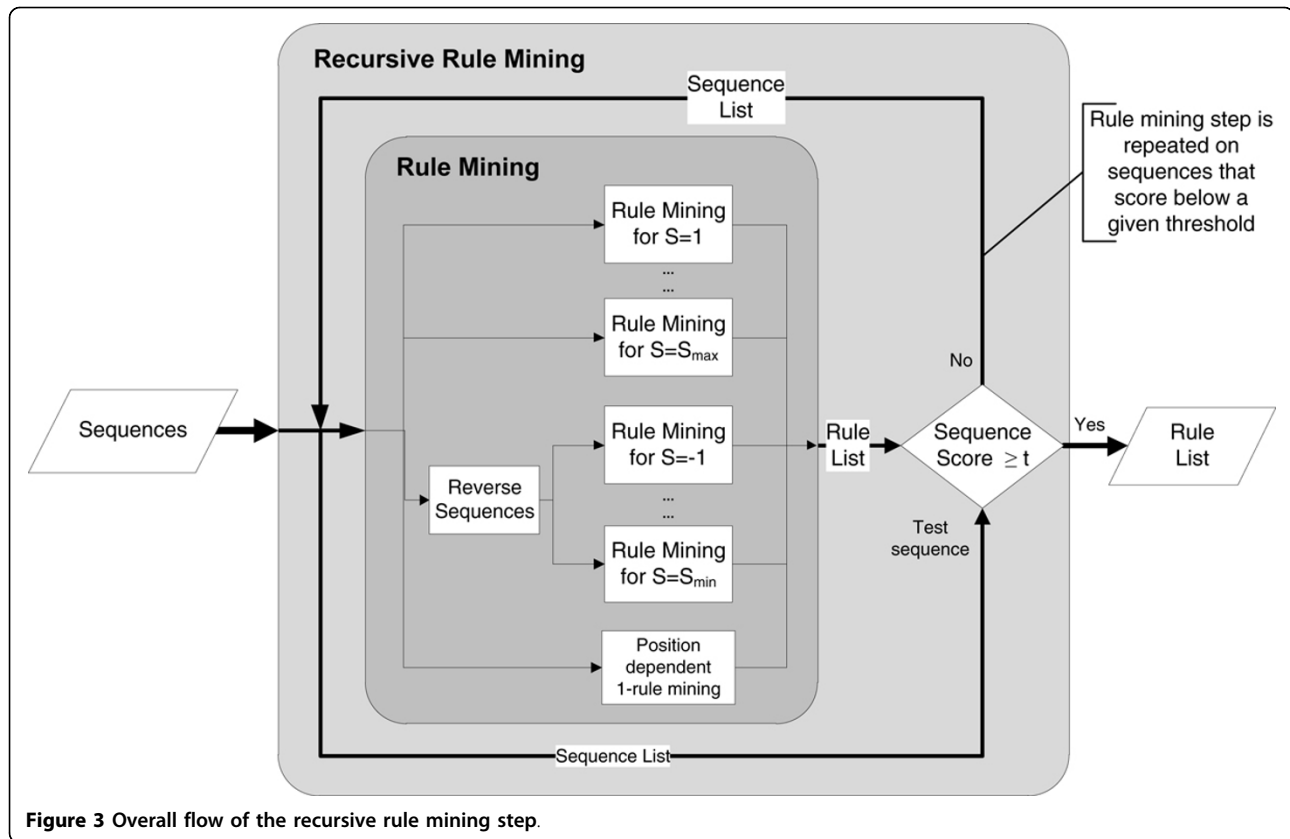 Recursive Rule Mining
Sequence
List
Rule mining step is
repeated on
sequences that
score below a
given threshold
Rule Mining
Rule Mining
for S=1
...
...
Rule Mining
for S=Smax
No
Sequences
Rule Mining
for S=-1
Reverse
Sequences
...
...
Rule Mining
for S=Smin
Rule
List
Sequence
Score ≥ t
Yes
Rule
List
Test
sequence
Position
dependent
1-rule mining
Sequence List
Figure 3 Overall flow of the recursive rule mining step.